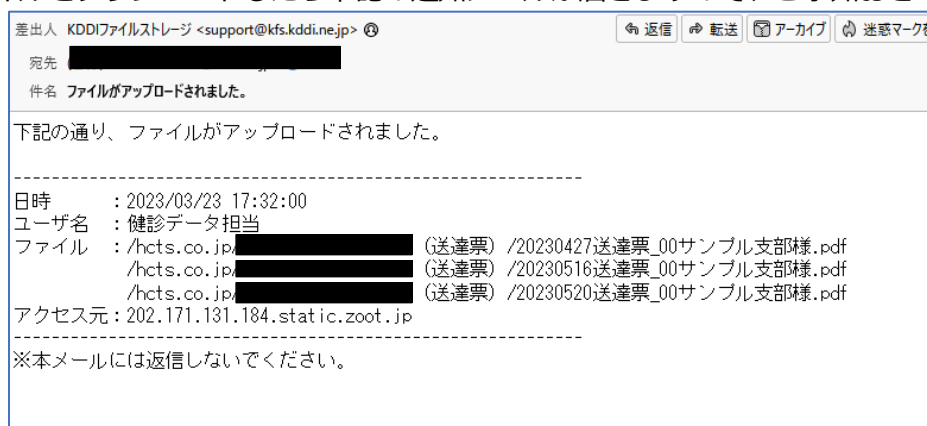 差出人 KDDIファイルストレージ <support@kfs.kddi.ne.jp>
返信 転送 アーカイブ 迷惑マークを
宛先
件名 ファイルがアップロードされました。
下記の通り、ファイルがアップロードされました。
------------------------------------------------------------
日時 :2023/03/23 17:32:00
ユーザ名 :健診データ担当
ファイル :/hcts.co.jp/ (送達票) /20230427送達票_00サンプル支部様.pdf
/hcts.co.jp/ (送達票) /20230516送達票_00サンプル支部様.pdf
/hcts.co.jp/ (送達票) /20230520送達票_00サンプル支部様.pdf
アクセス元:202.171.131.184.static.zoot.jp
------------------------------------------------------------
※本メールには返信しないでください。